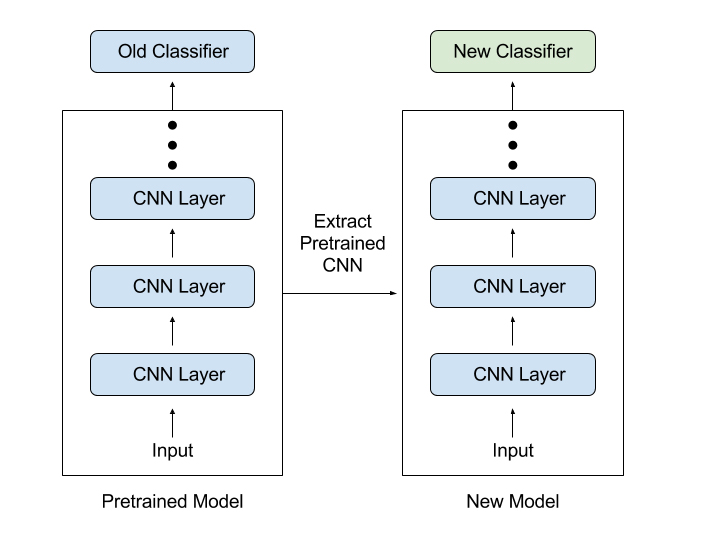 Old Classifier
CNN Layer
CNN Layer
CNN Layer
Input
Pretrained Model
Extract
Pretrained
CNN
New Classifier
CNN Layer
CNN Layer
CNN Layer
Input
New Model